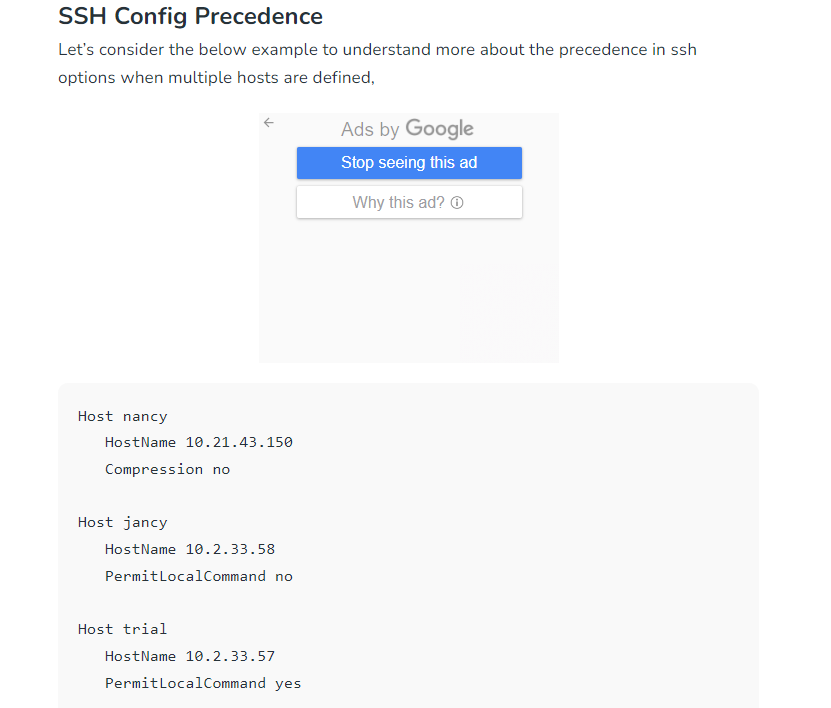 SSH Config Precedence
Let’s consider the below example to understand more about the precedence in ssh
options when multiple hosts are defined,
Ads by Google
Stop seeing this ad
Why this ad?
Host nancy
HostName 10.21.43.150
Compression no
Host jancy
HostName 10.2.33.58
PermitLocalCommand no
Host trial
HostName 10.2.33.57
PermitLocalCommand yes